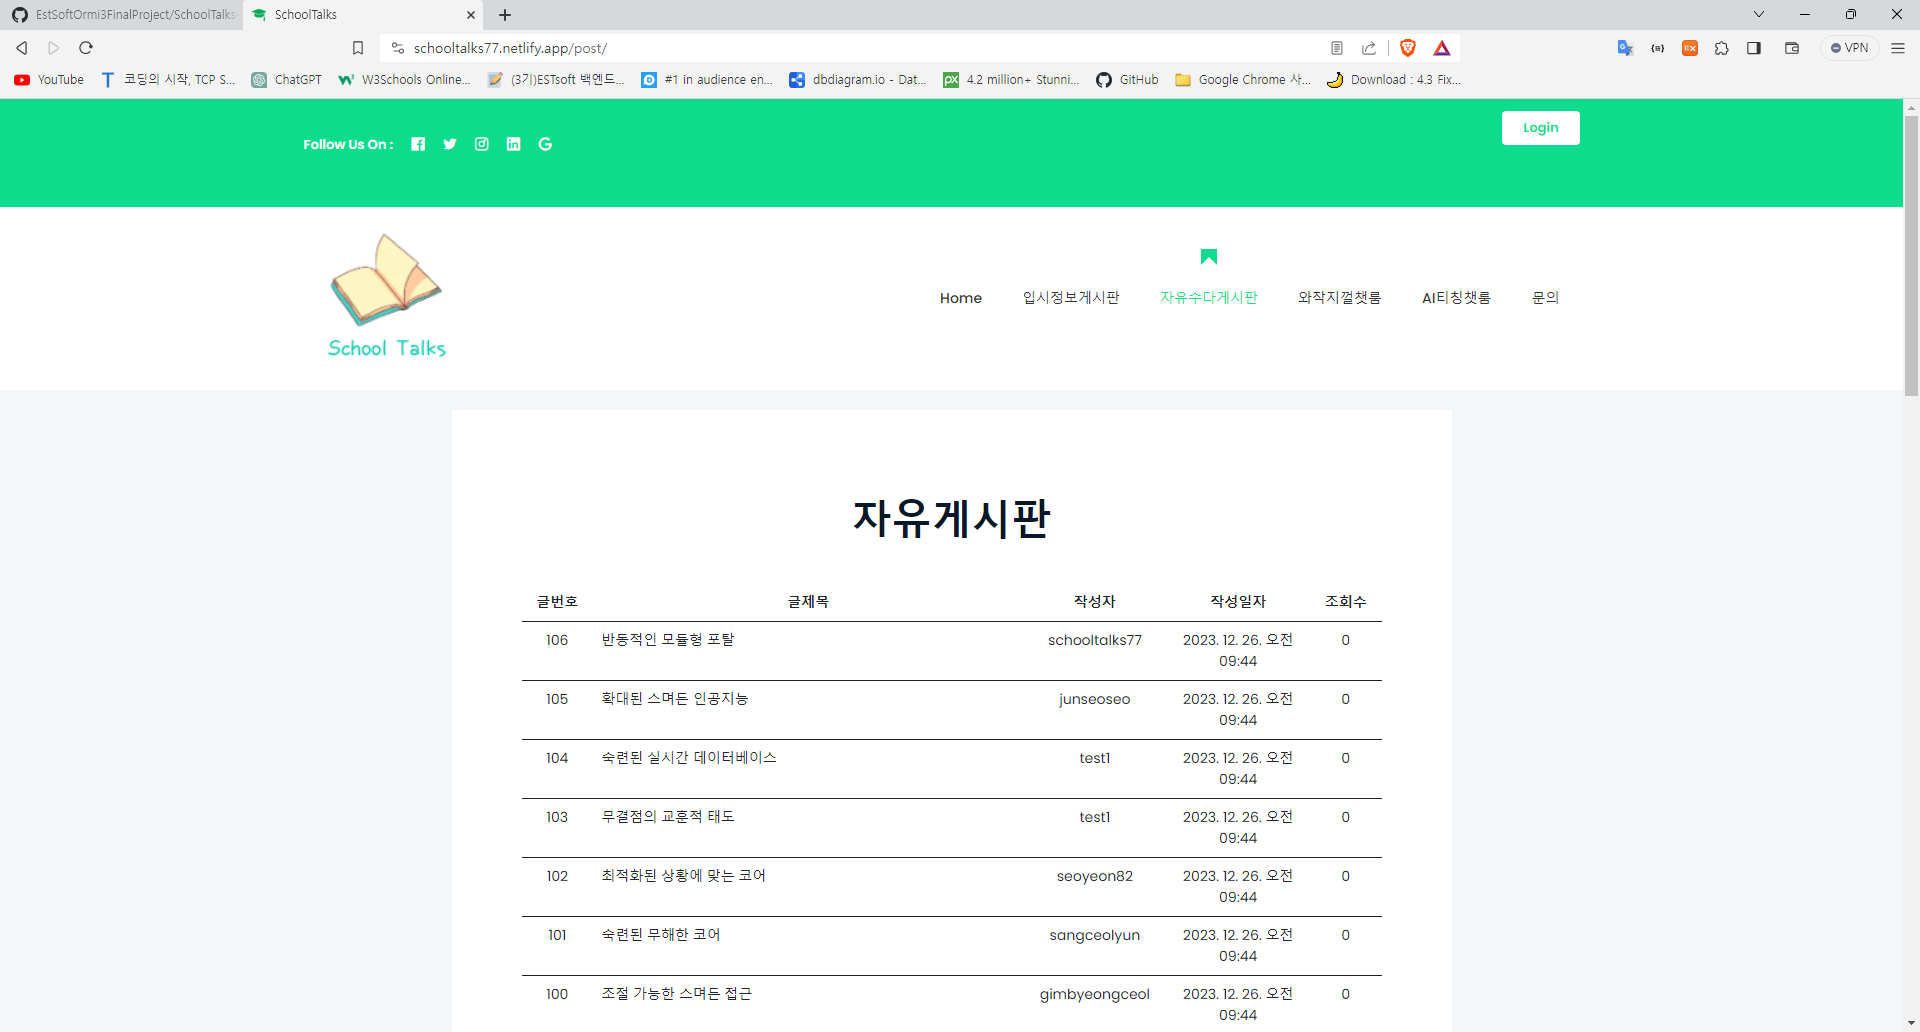 EstSoftOrmi3FinalProject/SchoolTalks
SchoolTalks
schooltalks77.netlify.app/post/
VPN
YouTube
코딩의 시작, TCP S...
ChatGPT
W3Schools Online...
(3기)ESTsoft 백엔드...
#1 in audience en...
dbdiagram.io - Dat...
4.2 million+ Stunni...
GitHub
Google Chrome 사...
Download : 4.3 Fix...
Follow Us On :
Login
School Talks
Home
입시정보게시판
자유수다게시판
와작지껄챗룸
AI티칭챗룸
문의
자유게시판
글번호 글제목 작성자 작성일자 조회수
106 반동적인 모듈형 포탈 schooltalks77 2023. 12. 26. 오전 0
09:44
105 확대된 스며든 인공지능 junseoseo 2023. 12. 26. 오전 0
09:44
104 숙련된 실시간 데이터베이스 test1 2023. 12. 26. 오전 0
09:44
103 무결점의 교훈적 태도 test1 2023. 12. 26. 오전 0
09:44
102 최적화된 상황에 맞는 코어 seoyeon82 2023. 12. 26. 오전 0
09:44
101 숙련된 무해한 코어 sangceolyun 2023. 12. 26. 오전 0
09:44
100 조절 가능한 스며든 접근 gimbyeongceol 2023. 12. 26. 오전 0
09:44